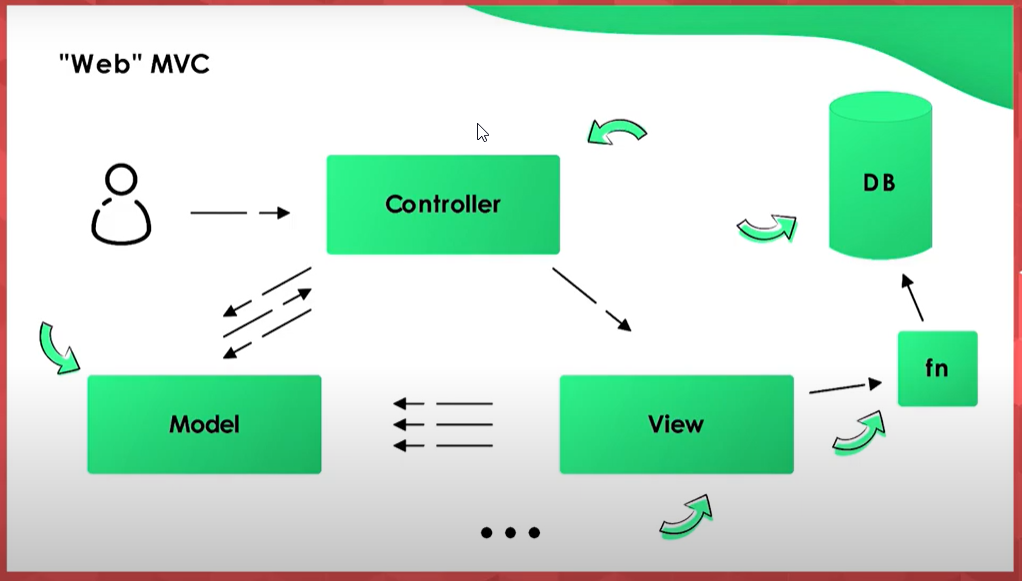 "Web" MVC
Controller
DB
fn
Model
View